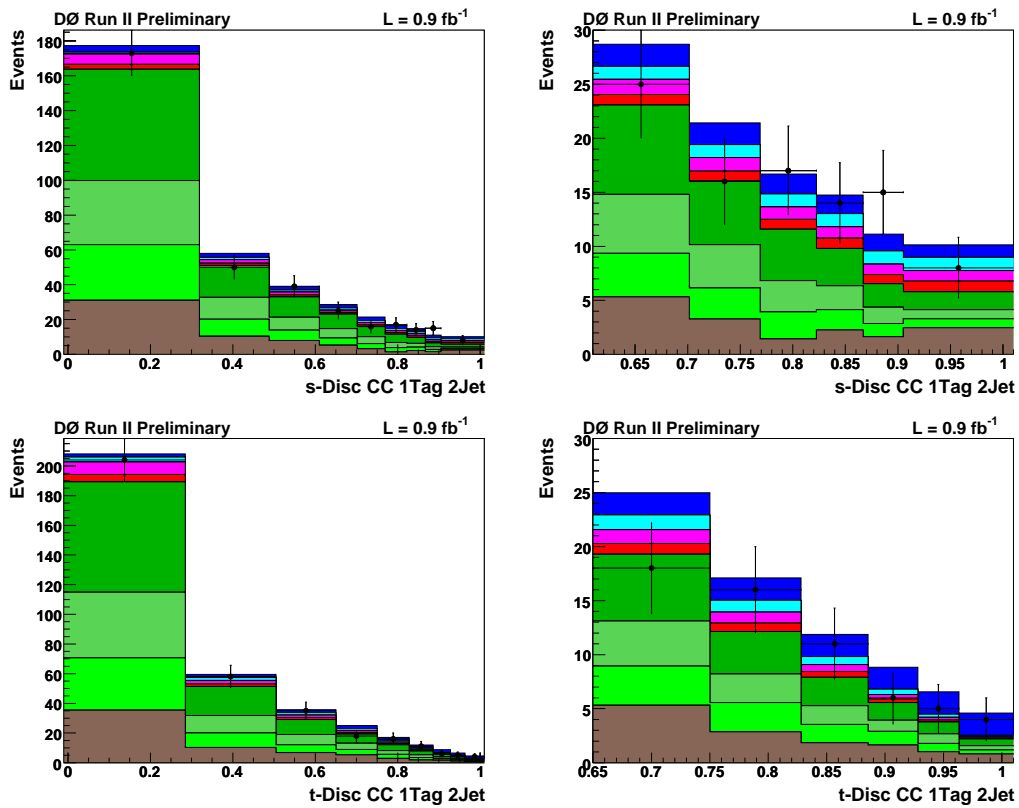 DØ Run II Preliminary L = 0.9 fb-1
Events
180
160
140
120
100
80
60
40
20
0
0 0.2 0.4 0.6 0.8 1
s-Disc CC 1Tag 2Jet
DØ Run II Preliminary L = 0.9 fb-1
Events
30
25
20
15
10
5
0
0.65 0.7 0.75 0.8 0.85 0.9 0.95 1
s-Disc CC 1Tag 2Jet
DØ Run II Preliminary L = 0.9 fb-1
Events
200
180
160
140
120
100
80
60
40
20
0
0 0.2 0.4 0.6 0.8 1
t-Disc CC 1Tag 2Jet
DØ Run II Preliminary L = 0.9 fb-1
Events
30
25
20
15
10
5
0
0.65 0.7 0.75 0.8 0.85 0.9 0.95 1
t-Disc CC 1Tag 2Jet